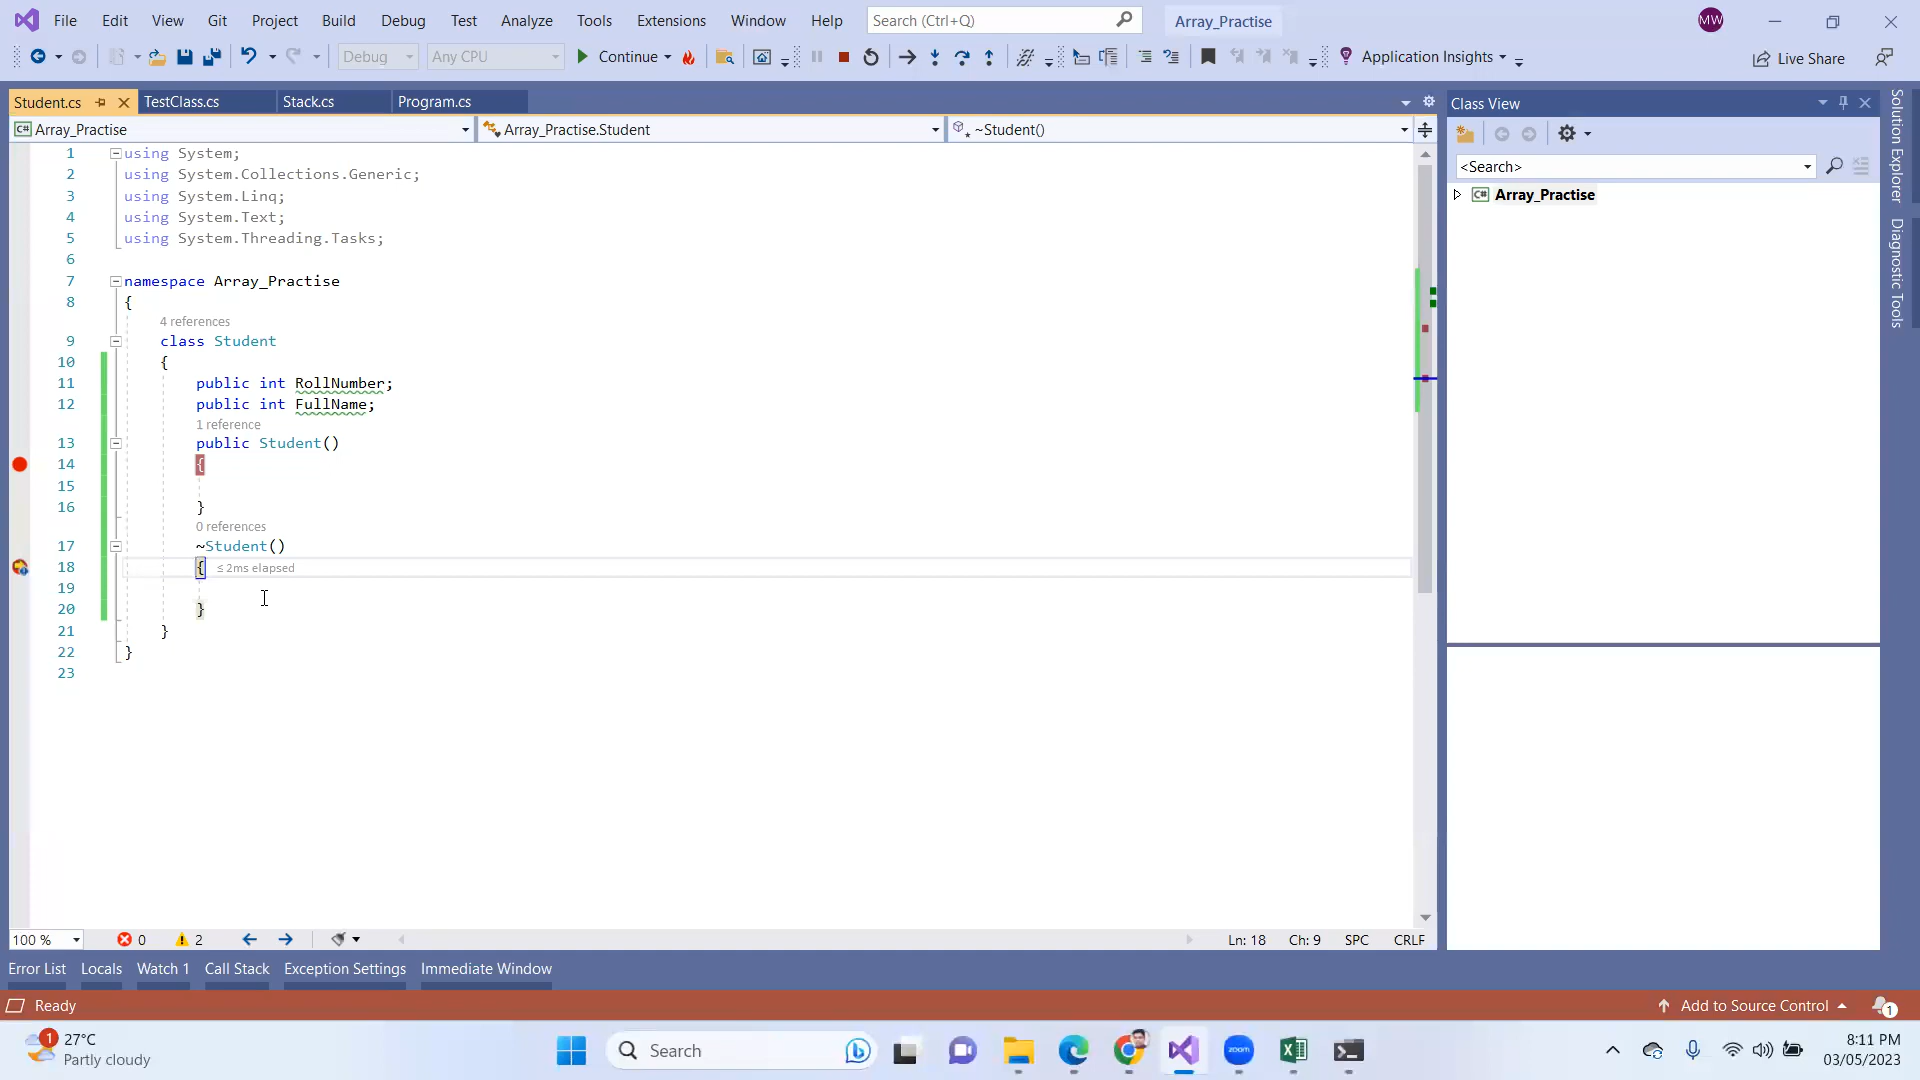 File Edit View Git Project Build Debug Test Analyze Tools Extensions Window Help Search (Ctrl+Q) Array_Practise MW
Debug Any CPU Continue Application Insights Live Share
Student.cs TestClass.cs Stack.cs Program.cs
Array_Practise Array_Practise.Student ~Student()
1 using System;
2 using System.Collections.Generic;
3 using System.Linq;
4 using System.Text;
5 using System.Threading.Tasks;
6
7 namespace Array_Practise
8 {
4 references
9 class Student
10 {
11 public int RollNumber;
12 public int FullName;
1 reference
13 public Student()
14 {
15
16 }
0 references
17 ~Student()
18 { ≤ 2ms elapsed
19
20 }
21 }
22 }
23
100 % 0 2 Ln: 18 Ch: 9 SPC CRLF
Class View
<Search>
C# Array_Practise
Solution Explorer
Diagnostic Tools
Error List Locals Watch 1 Call Stack Exception Settings Immediate Window
Ready Add to Source Control 1
1 27°C
Partly cloudy
Search
zoom
8:11 PM
03/05/2023